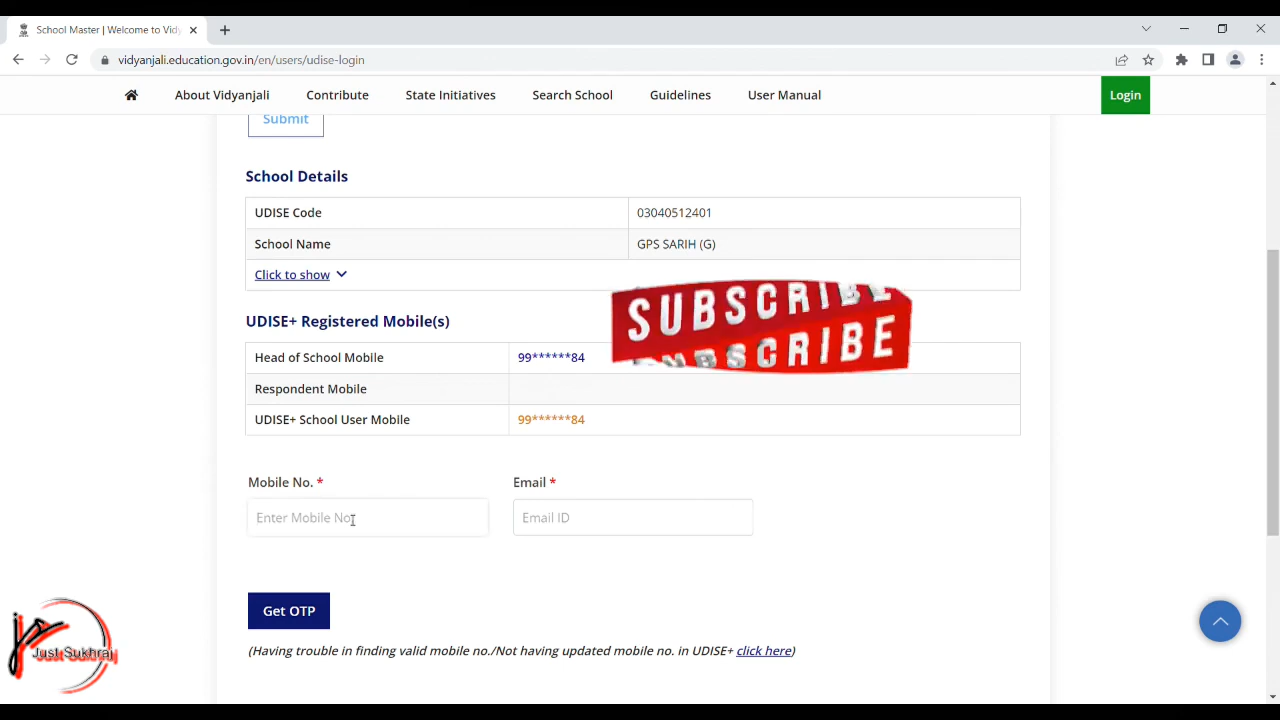 School Master | Welcome to Vidy
vidyanjali.education.gov.in/en/users/udise-login
About Vidyanjali Contribute State Initiatives Search School Guidelines User Manual Login
Submit
School Details
UDISE Code 03040512401
School Name GPS SARIH (G)
Click to show
SUBSCRIBE
SUBSCRIBE
UDISE+ Registered Mobile(s)
Head of School Mobile 99******84
Respondent Mobile
UDISE+ School User Mobile 99******84
Mobile No. * Email *
Enter Mobile No. Email ID
Get OTP
(Having trouble in finding valid mobile no./Not having updated mobile no. in UDISE+ click here)
Just Sukhraj